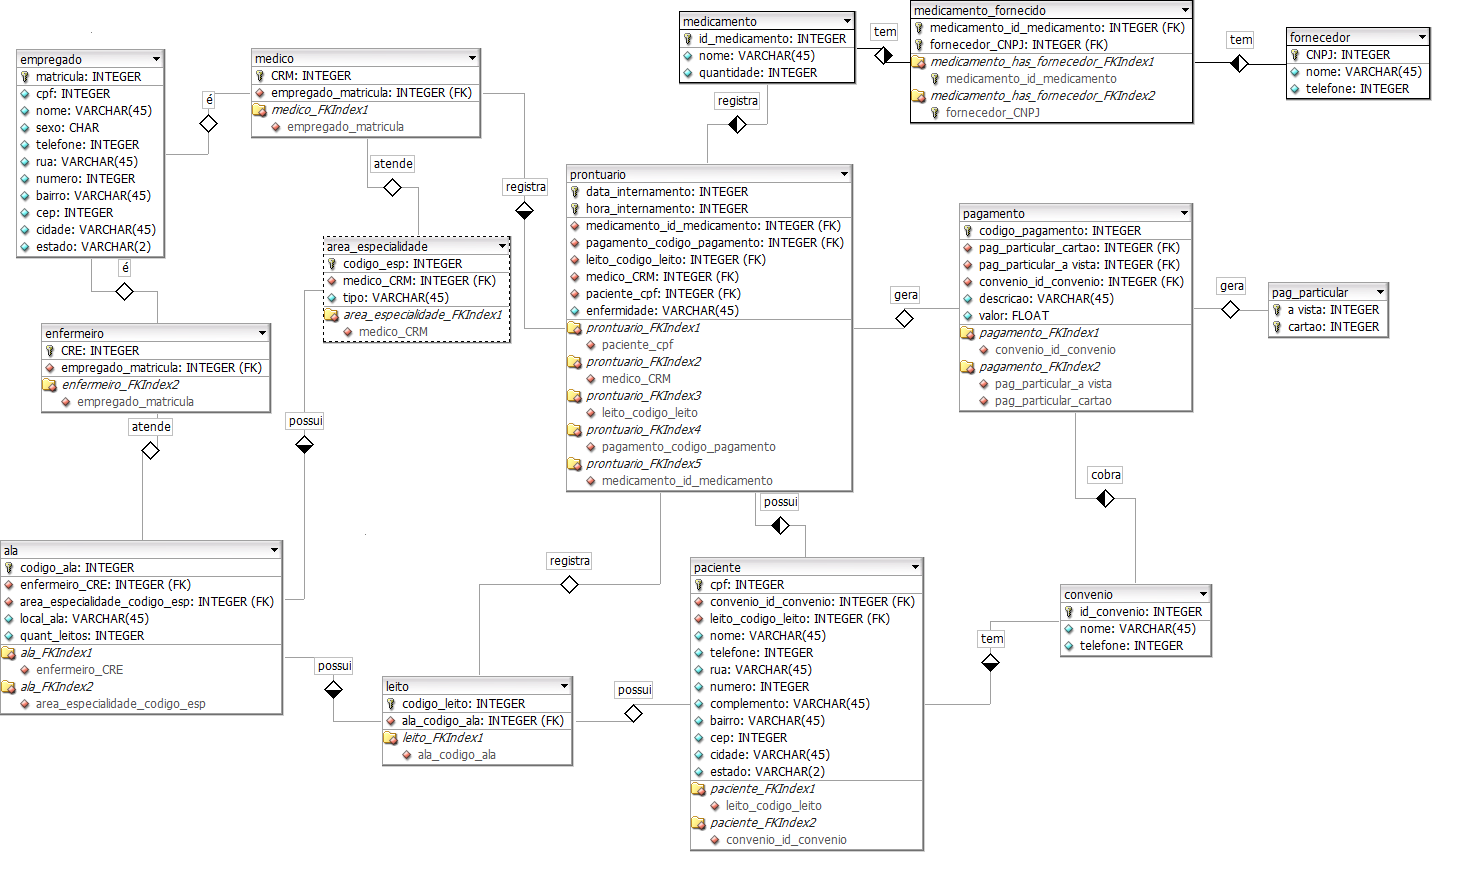 empregado
matricula: INTEGER
cpf: INTEGER
nome: VARCHAR(45)
sexo: CHAR
telefone: INTEGER
rua: VARCHAR(45)
numero: INTEGER
bairro: VARCHAR(45)
cep: INTEGER
cidade: VARCHAR(45)
estado: VARCHAR(2)
é
medico
CRM: INTEGER
empregado_matricula: INTEGER (FK)
medico_FKIndex1
empregado_matricula
atende
registra
é
enfermeiro
CRE: INTEGER
empregado_matricula: INTEGER (FK)
enfermeiro_FKIndex2
empregado_matricula
atende
area_especialidade
codigo_esp: INTEGER
medico_CRM: INTEGER (FK)
tipo: VARCHAR(45)
area_especialidade_FKIndex1
medico_CRM
possui
ala
codigo_ala: INTEGER
enfermeiro_CRE: INTEGER (FK)
area_especialidade_codigo_esp: INTEGER (FK)
local_ala: VARCHAR(45)
quant_leitos: INTEGER
ala_FKIndex1
enfermeiro_CRE
ala_FKIndex2
area_especialidade_codigo_esp
possui
leito
codigo_leito: INTEGER
ala_codigo_ala: INTEGER (FK)
leito_FKIndex1
ala_codigo_ala
registra
possui
medicamento
id_medicamento: INTEGER
nome: VARCHAR(45)
quantidade: INTEGER
tem
registra
medicamento_fornecido
medicamento_id_medicamento: INTEGER (FK)
fornecedor_CNPJ: INTEGER (FK)
medicamento_has_fornecedor_FKIndex1
medicamento_id_medicamento
medicamento_has_fornecedor_FKIndex2
fornecedor_CNPJ
tem
fornecedor
CNPJ: INTEGER
nome: VARCHAR(45)
telefone: INTEGER
prontuario
data_internamento: INTEGER
hora_internamento: INTEGER
medicamento_id_medicamento: INTEGER (FK)
pagamento_codigo_pagamento: INTEGER (FK)
leito_codigo_leito: INTEGER (FK)
medico_CRM: INTEGER (FK)
paciente_cpf: INTEGER (FK)
enfermidade: VARCHAR(45)
prontuario_FKIndex1
paciente_cpf
prontuario_FKIndex2
medico_CRM
prontuario_FKIndex3
leito_codigo_leito
prontuario_FKIndex4
pagamento_codigo_pagamento
prontuario_FKIndex5
medicamento_id_medicamento
possui
gera
pagamento
codigo_pagamento: INTEGER
pag_particular_cartao: INTEGER (FK)
pag_particular_a vista: INTEGER (FK)
convenio_id_convenio: INTEGER (FK)
descricao: VARCHAR(45)
valor: FLOAT
pagamento_FKIndex1
convenio_id_convenio
pagamento_FKIndex2
pag_particular_a vista
pag_particular_cartao
gera
pag_particular
a vista: INTEGER
cartao: INTEGER
cobra
paciente
cpf: INTEGER
convenio_id_convenio: INTEGER (FK)
leito_codigo_leito: INTEGER (FK)
nome: VARCHAR(45)
telefone: INTEGER
rua: VARCHAR(45)
numero: INTEGER
complemento: VARCHAR(45)
bairro: VARCHAR(45)
cep: INTEGER
cidade: VARCHAR(45)
estado: VARCHAR(2)
paciente_FKIndex1
leito_codigo_leito
paciente_FKIndex2
convenio_id_convenio
tem
convenio
id_convenio: INTEGER
nome: VARCHAR(45)
telefone: INTEGER